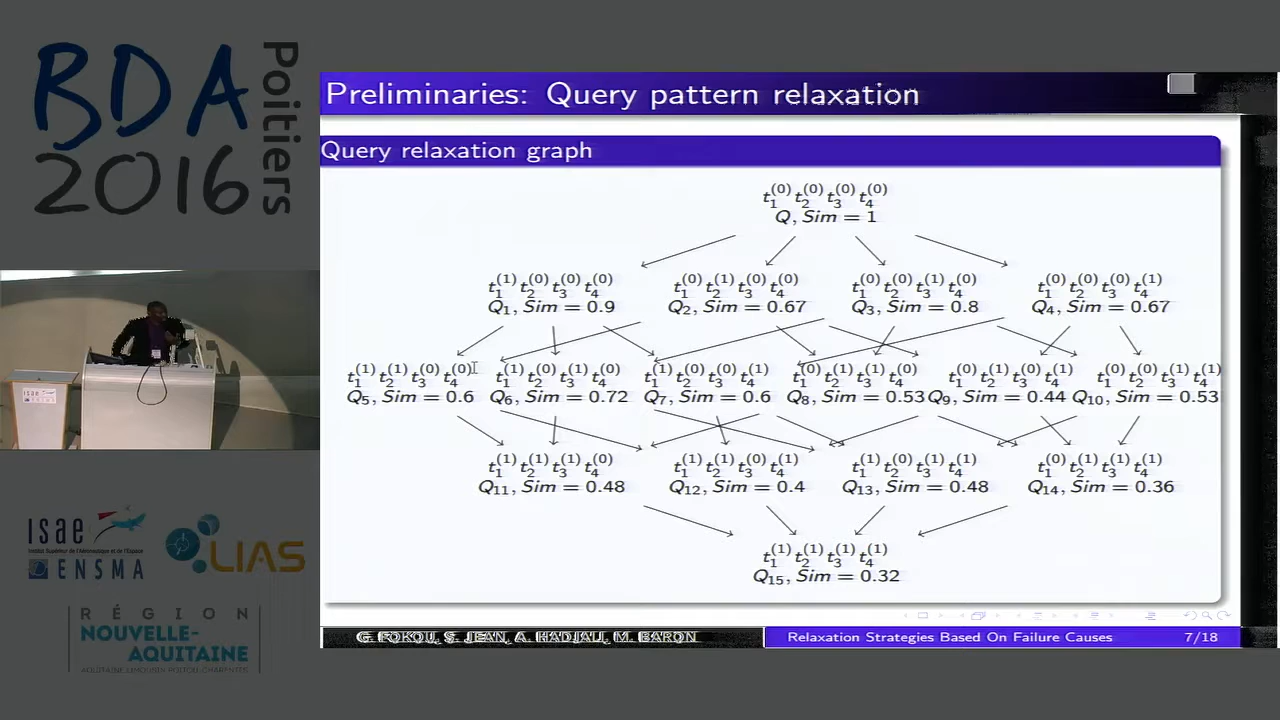 BDA
Poitiers
2016
Preliminaries: Query pattern relaxation
Query relaxation graph
t₁⁽⁰⁾ t₂⁽⁰⁾ t₃⁽⁰⁾ t₄⁽⁰⁾
Q, Sim = 1
t₁⁽¹⁾ t₂⁽⁰⁾ t₃⁽⁰⁾ t₄⁽⁰⁾ t₁⁽⁰⁾ t₂⁽¹⁾ t₃⁽⁰⁾ t₄⁽⁰⁾ t₁⁽⁰⁾ t₂⁽⁰⁾ t₃⁽¹⁾ t₄⁽⁰⁾ t₁⁽⁰⁾ t₂⁽⁰⁾ t₃⁽⁰⁾ t₄⁽¹⁾
Q₁, Sim = 0.9 Q₂, Sim = 0.67 Q₃, Sim = 0.8 Q₄, Sim = 0.67
t₁⁽¹⁾ t₂⁽¹⁾ t₃⁽⁰⁾ t₄⁽⁰⁾ t₁⁽¹⁾ t₂⁽⁰⁾ t₃⁽¹⁾ t₄⁽⁰⁾ t₁⁽¹⁾ t₂⁽⁰⁾ t₃⁽⁰⁾ t₄⁽¹⁾ t₁⁽⁰⁾ t₂⁽¹⁾ t₃⁽¹⁾ t₄⁽⁰⁾ t₁⁽⁰⁾ t₂⁽¹⁾ t₃⁽⁰⁾ t₄⁽¹⁾ t₁⁽⁰⁾ t₂⁽⁰⁾ t₃⁽¹⁾ t₄⁽¹⁾
Q₅, Sim = 0.6 Q₆, Sim = 0.72 Q₇, Sim = 0.6 Q₈, Sim = 0.53 Q₉, Sim = 0.44 Q₁₀, Sim = 0.53
t₁⁽¹⁾ t₂⁽¹⁾ t₃⁽¹⁾ t₄⁽⁰⁾ t₁⁽¹⁾ t₂⁽¹⁾ t₃⁽⁰⁾ t₄⁽¹⁾ t₁⁽¹⁾ t₂⁽⁰⁾ t₃⁽¹⁾ t₄⁽¹⁾ t₁⁽⁰⁾ t₂⁽¹⁾ t₃⁽¹⁾ t₄⁽¹⁾
Q₁₁, Sim = 0.48 Q₁₂, Sim = 0.4 Q₁₃, Sim = 0.48 Q₁₄, Sim = 0.36
t₁⁽¹⁾ t₂⁽¹⁾ t₃⁽¹⁾ t₄⁽¹⁾
Q₁₅, Sim = 0.32
G. FOKOU, S. JEAN, A. HADJALI, M. BARON
Relaxation Strategies Based On Failure Causes 7/18
isae
Institut Supérieur de l'Aéronautique et de l'Espace
ENSMA
LIAS
RÉGION
NOUVELLE-
AQUITAINE
AQUITAINE LIMOUSIN POITOU-CHARENTES